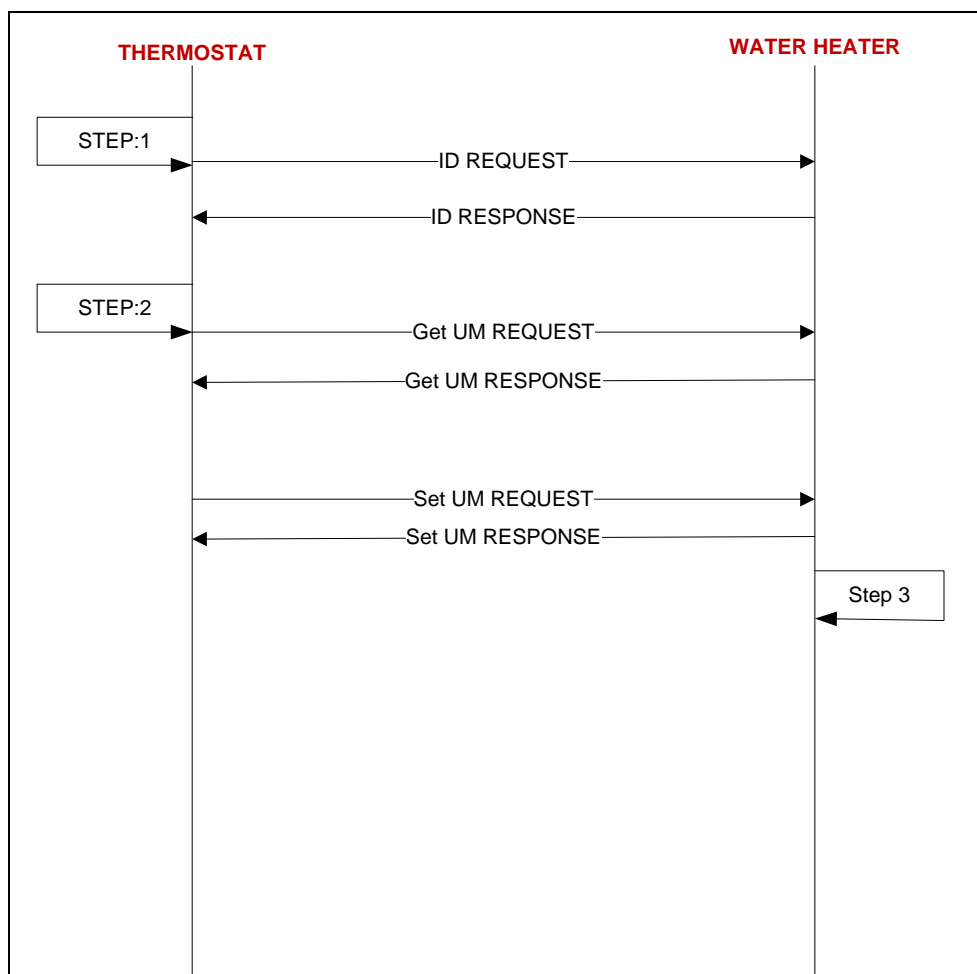 THERMOSTAT
WATER HEATER
STEP:1
ID REQUEST
ID RESPONSE
STEP:2
Get UM REQUEST
Get UM RESPONSE
Set UM REQUEST
Set UM RESPONSE
Step 3